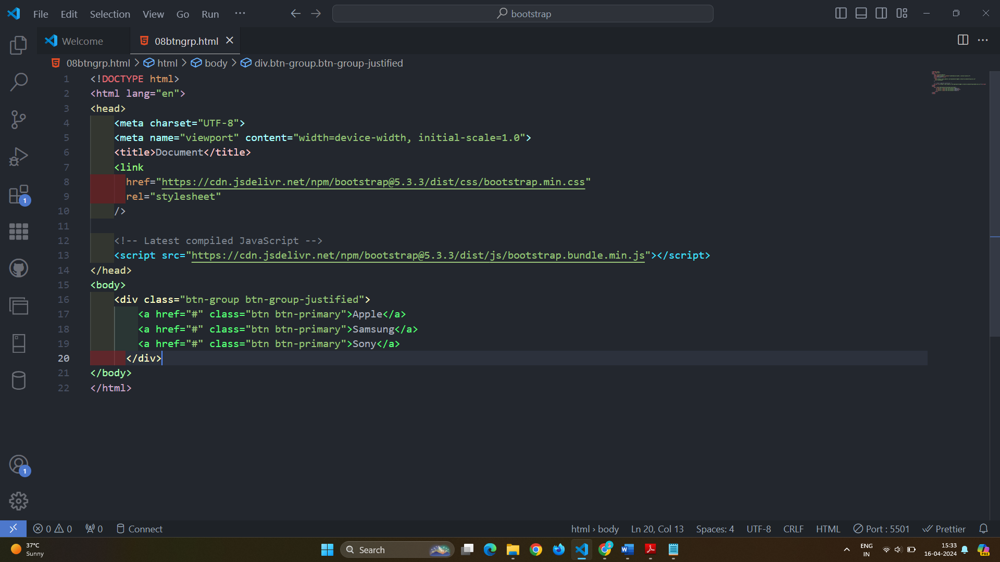 File Edit Selection View Go Run ···
bootstrap
Welcome
08btngrp.html
08btngrp.html > html > body > div.btn-group.btn-group-justified
1 <!DOCTYPE html>
2 <html lang="en">
3 <head>
4     <meta charset="UTF-8">
5     <meta name="viewport" content="width=device-width, initial-scale=1.0">
6     <title>Document</title>
7     <link
8       href="https://cdn.jsdelivr.net/npm/bootstrap@5.3.3/dist/css/bootstrap.min.css"
9       rel="stylesheet"
10     />
11
12     <!-- Latest compiled JavaScript -->
13     <script src="https://cdn.jsdelivr.net/npm/bootstrap@5.3.3/dist/js/bootstrap.bundle.min.js"></script>
14 </head>
15 <body>
16     <div class="btn-group btn-group-justified">
17         <a href="#" class="btn btn-primary">Apple</a>
18         <a href="#" class="btn btn-primary">Samsung</a>
19         <a href="#" class="btn btn-primary">Sony</a>
20       </div>
21 </body>
22 </html>
1
1
0 0 0 Connect html › body Ln 20, Col 13 Spaces: 4 UTF-8 CRLF HTML Port : 5501 Prettier
37°C
Sunny
Search
ENG
IN
15:33
16-04-2024
PRE